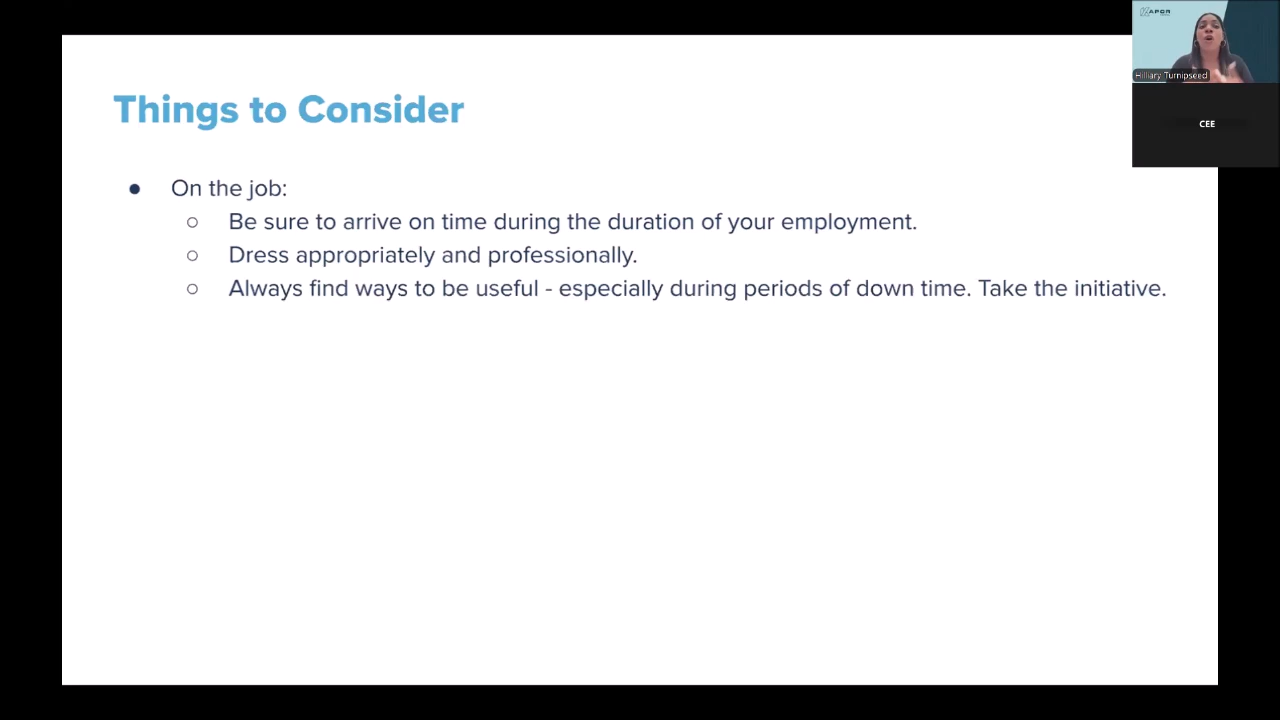 Things to Consider
● On the job:
○ Be sure to arrive on time during the duration of your employment.
○ Dress appropriately and professionally.
○ Always find ways to be useful - especially during periods of down time. Take the initiative.
Hilliary Turnipseed
CEE